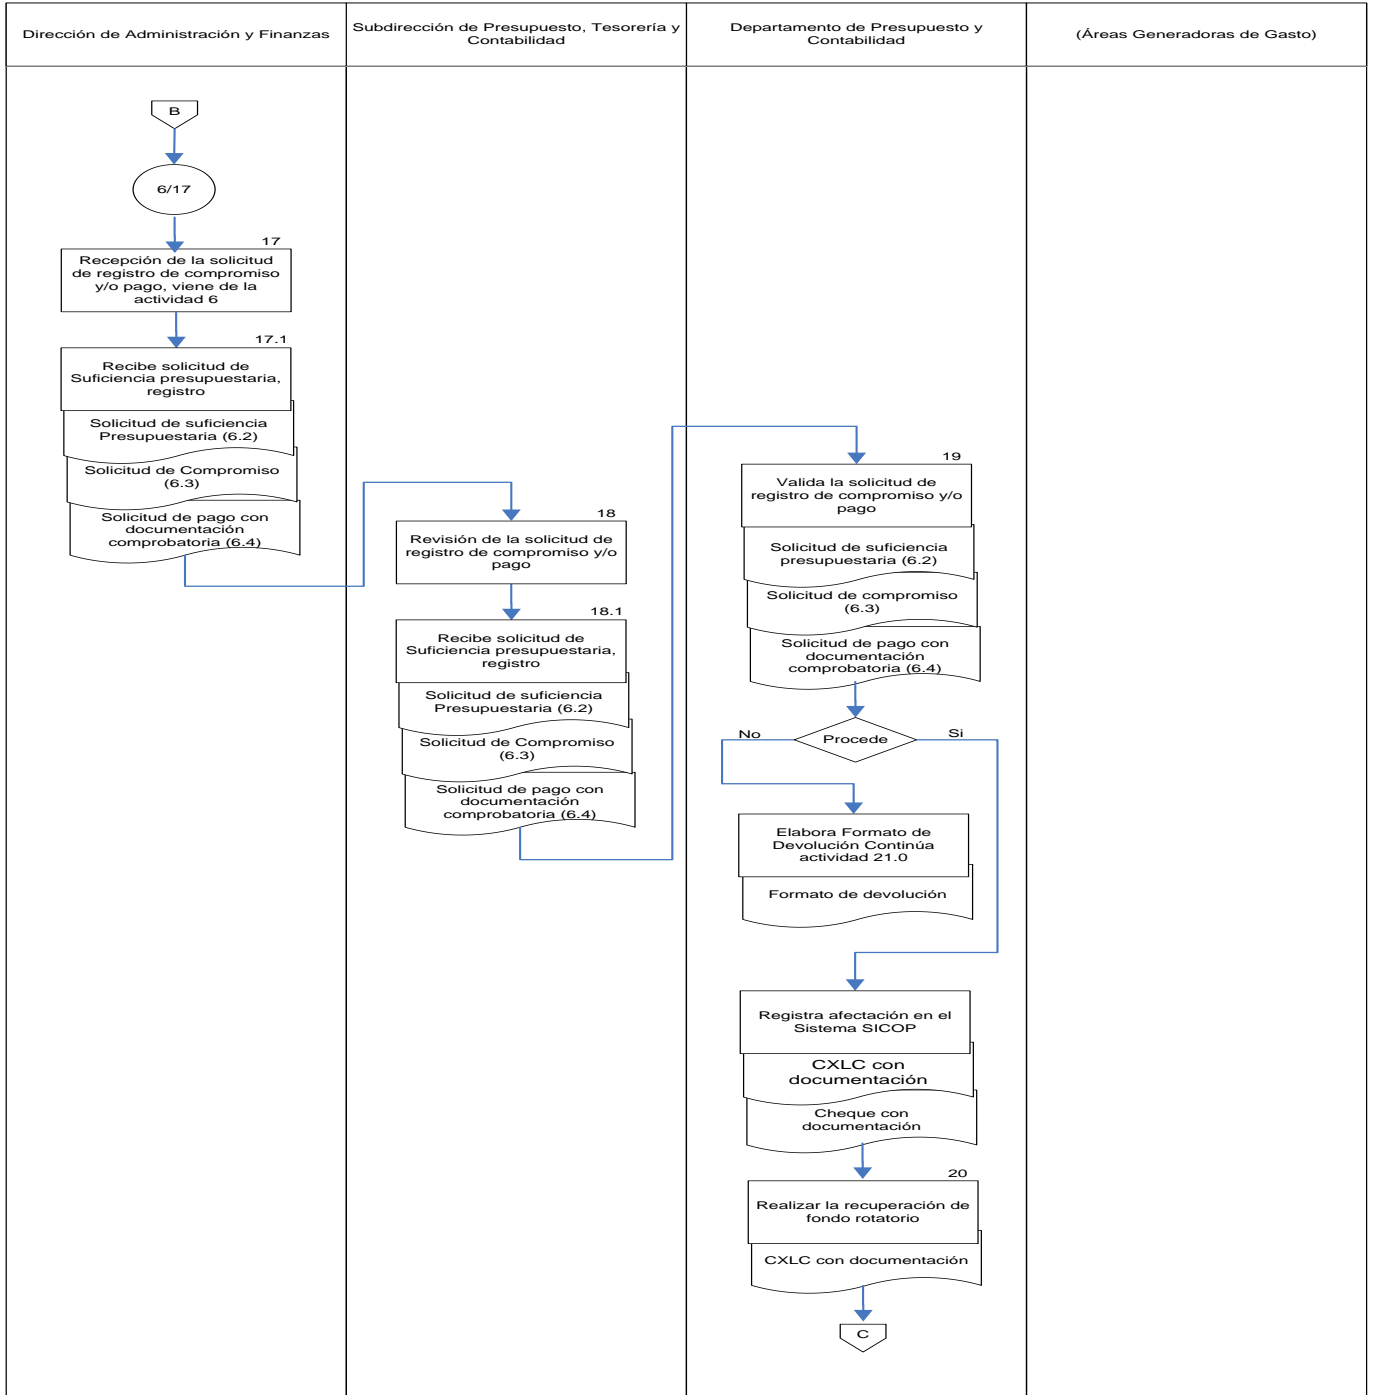 Dirección de Administración y Finanzas
Subdirección de Presupuesto, Tesorería y
Contabilidad
Departamento de Presupuesto y
Contabilidad
(Áreas Generadoras de Gasto)
B
6/17
17
Recepción de la solicitud
de registro de compromiso
y/o pago, viene de la
actividad 6
17.1
Recibe solicitud de
Suficiencia presupuestaria,
registro
Solicitud de suficiencia
Presupuestaria (6.2)
Solicitud de Compromiso
(6.3)
Solicitud de pago con
documentación
comprobatoria (6.4)
18
Revisión de la solicitud de
registro de compromiso y/o
pago
18.1
Recibe solicitud de
Suficiencia presupuestaria,
registro
Solicitud de suficiencia
Presupuestaria (6.2)
Solicitud de Compromiso
(6.3)
Solicitud de pago con
documentación
comprobatoria (6.4)
19
Valida la solicitud de
registro de compromiso y/o
pago
Solicitud de suficiencia
presupuestaria (6.2)
Solicitud de compromiso
(6.3)
Solicitud de pago con
documentación
comprobatoria (6.4)
No
Procede
Si
Elabora Formato de
Devolución Continúa
actividad 21.0
Formato de devolución
Registra afectación en el
Sistema SICOP
CXLC con
documentación
Cheque con
documentación
20
Realizar la recuperación de
fondo rotatorio
CXLC con documentación
C